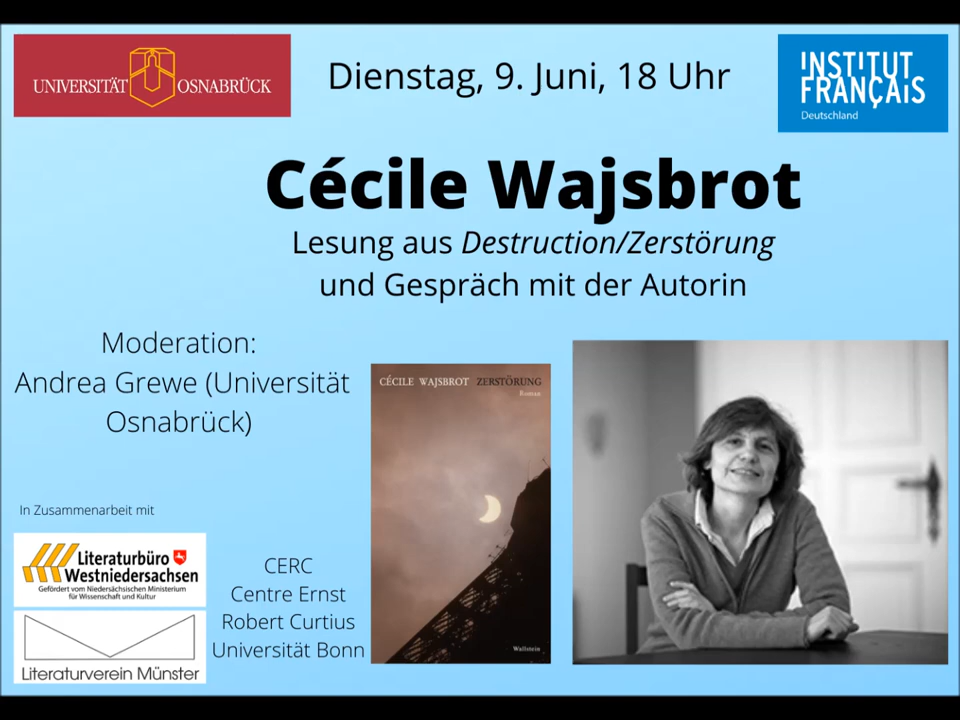 UNIVERSITÄT OSNABRÜCK
Dienstag, 9. Juni, 18 Uhr
INSTITUT
FRANÇAIS
Deutschland
Cécile Wajsbrot
Lesung aus Destruction/Zerstörung
und Gespräch mit der Autorin
Moderation:
Andrea Grewe (Universität
Osnabrück)
CÉCILE WAJSBROT ZERSTÖRUNG
Roman
Wallstein
In Zusammenarbeit mit
Literaturbüro
Westniedersachsen
Gefördert vom Niedersächsischen Ministerium
für Wissenschaft und Kultur
Literaturverein Münster
CERC
Centre Ernst
Robert Curtius
Universität Bonn